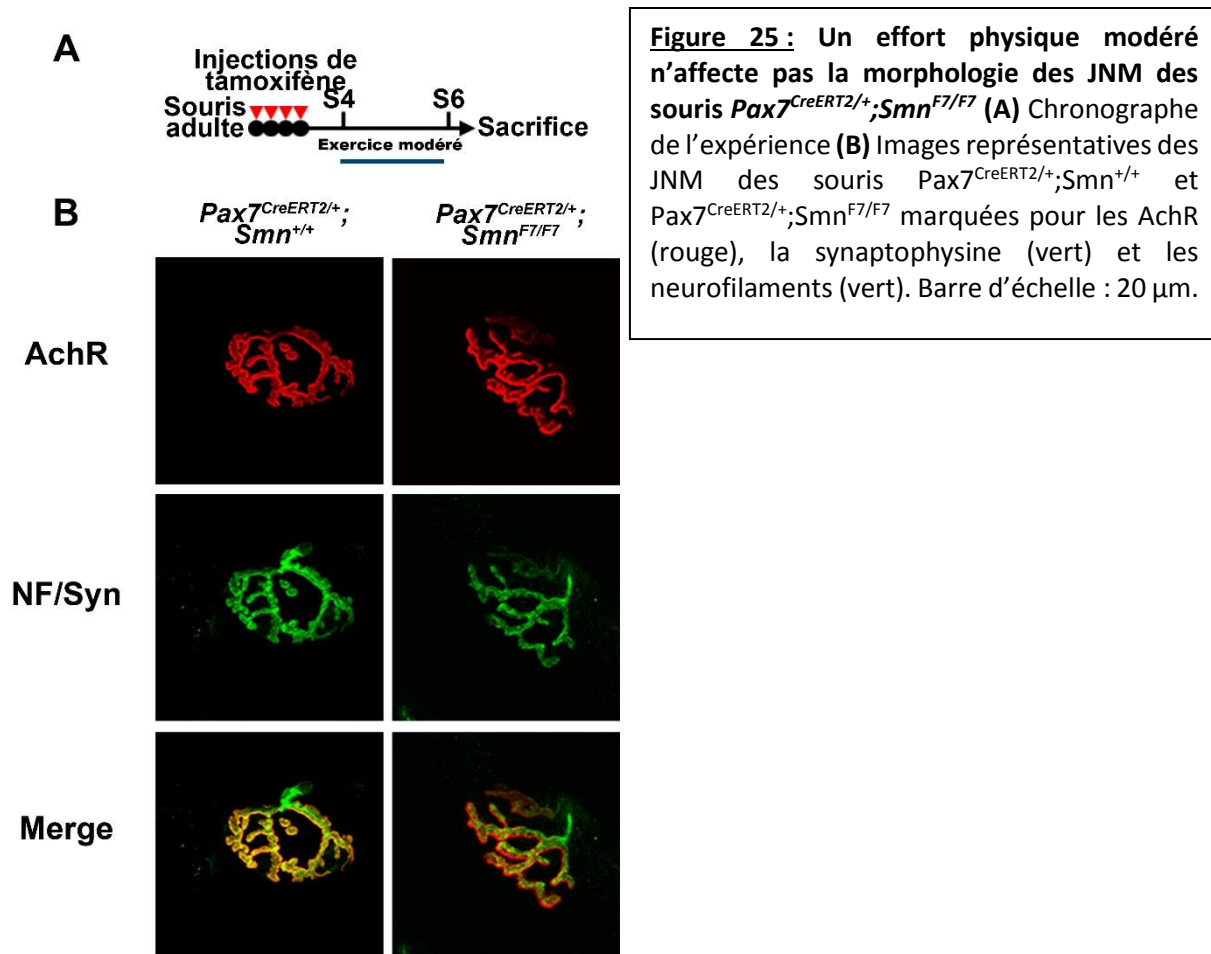 A
Injections de
tamoxifène
Souris
adulte
S4
S6
Sacrifice
Exercice modéré
B
Pax7CreERT2/+;
Smn+/+
Pax7CreERT2/+;
SmnF7/F7
AchR
NF/Syn
Merge
Figure 25 : Un effort physique modéré
n’affecte pas la morphologie des JNM des
souris Pax7CreERT2/+;SmnF7/F7 (A) Chronographe
de l’expérience (B) Images représentatives des
JNM des souris Pax7CreERT2/+;Smn+/+ et
Pax7CreERT2/+;SmnF7/F7 marquées pour les AchR
(rouge), la synaptophysine (vert) et les
neurofilaments (vert). Barre d’échelle : 20 µm.